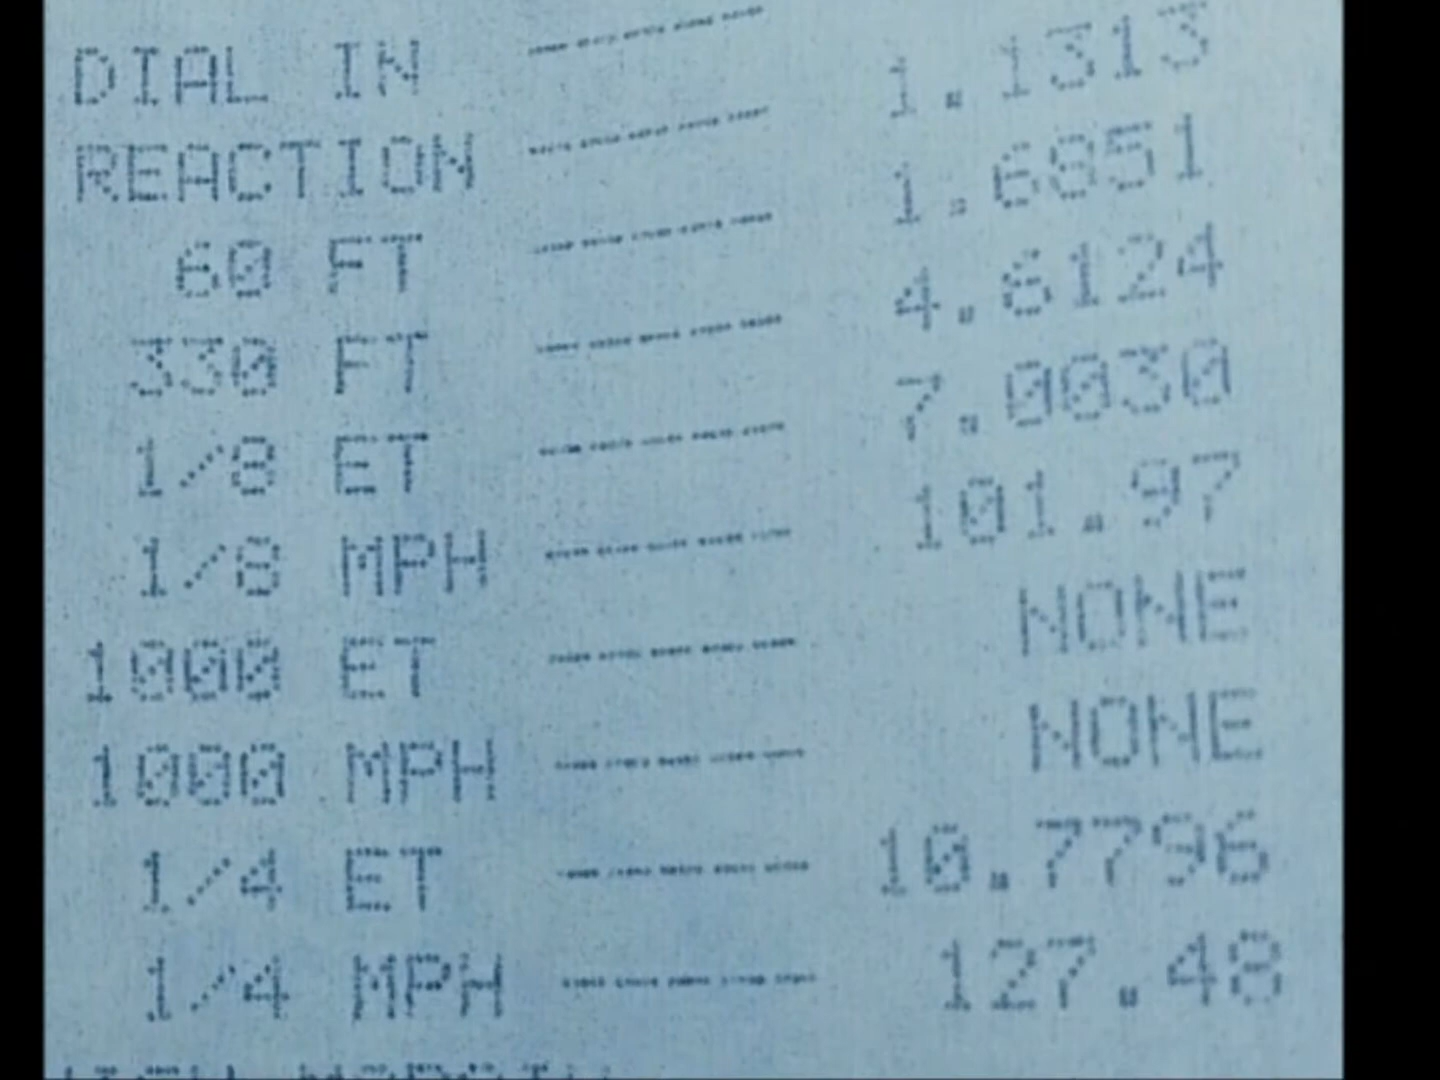 DIAL IN -----
REACTION ----- 1.1313
60 FT ----- 1.6851
330 FT ----- 4.6124
1/8 ET ----- 7.0030
1/8 MPH ----- 101.97
1000 ET ----- NONE
1000 MPH ----- NONE
1/4 ET ----- 10.7796
1/4 MPH ----- 127.48